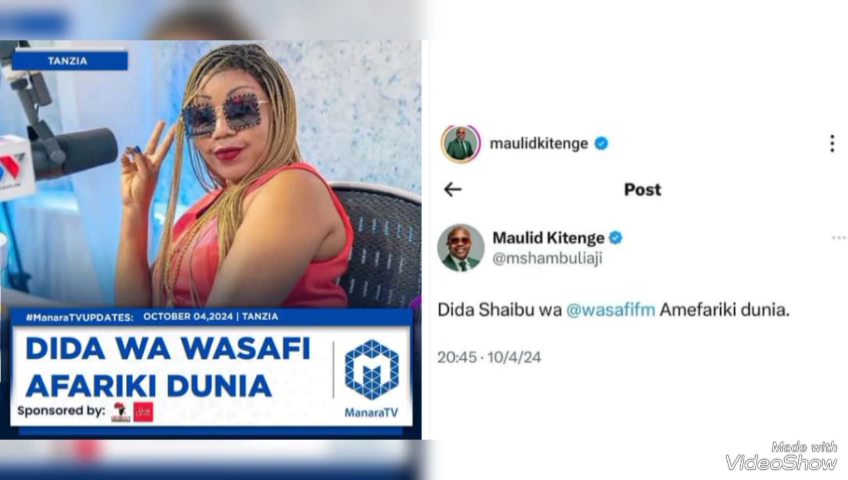 TANZIA
#ManaraTVUPDATES: OCTOBER 04,2024 | TANZIA
DIDA WA WASAFI
AFARIKI DUNIA
Sponsored by:
ManaraTV
maulidkitenge
Post
Maulid Kitenge
@mshambuliaji
Dida Shaibu wa @wasafifm Amefariki dunia.
20:45 · 10/4/24
Made with
VideoShow